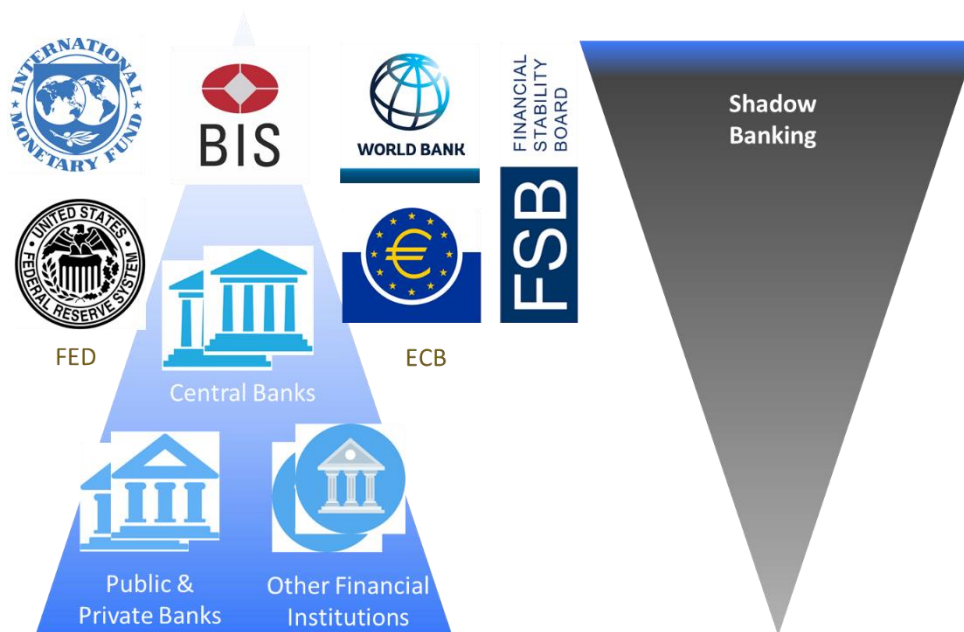 INTERNATIONAL
MONETARY FUND
BIS
WORLD BANK
FINANCIAL
STABILITY
BOARD
FSB
Shadow
Banking
UNITED STATES
FEDERAL RESERVE SYSTEM
€
FED
ECB
Central Banks
Public &
Private Banks
Other Financial
Institutions